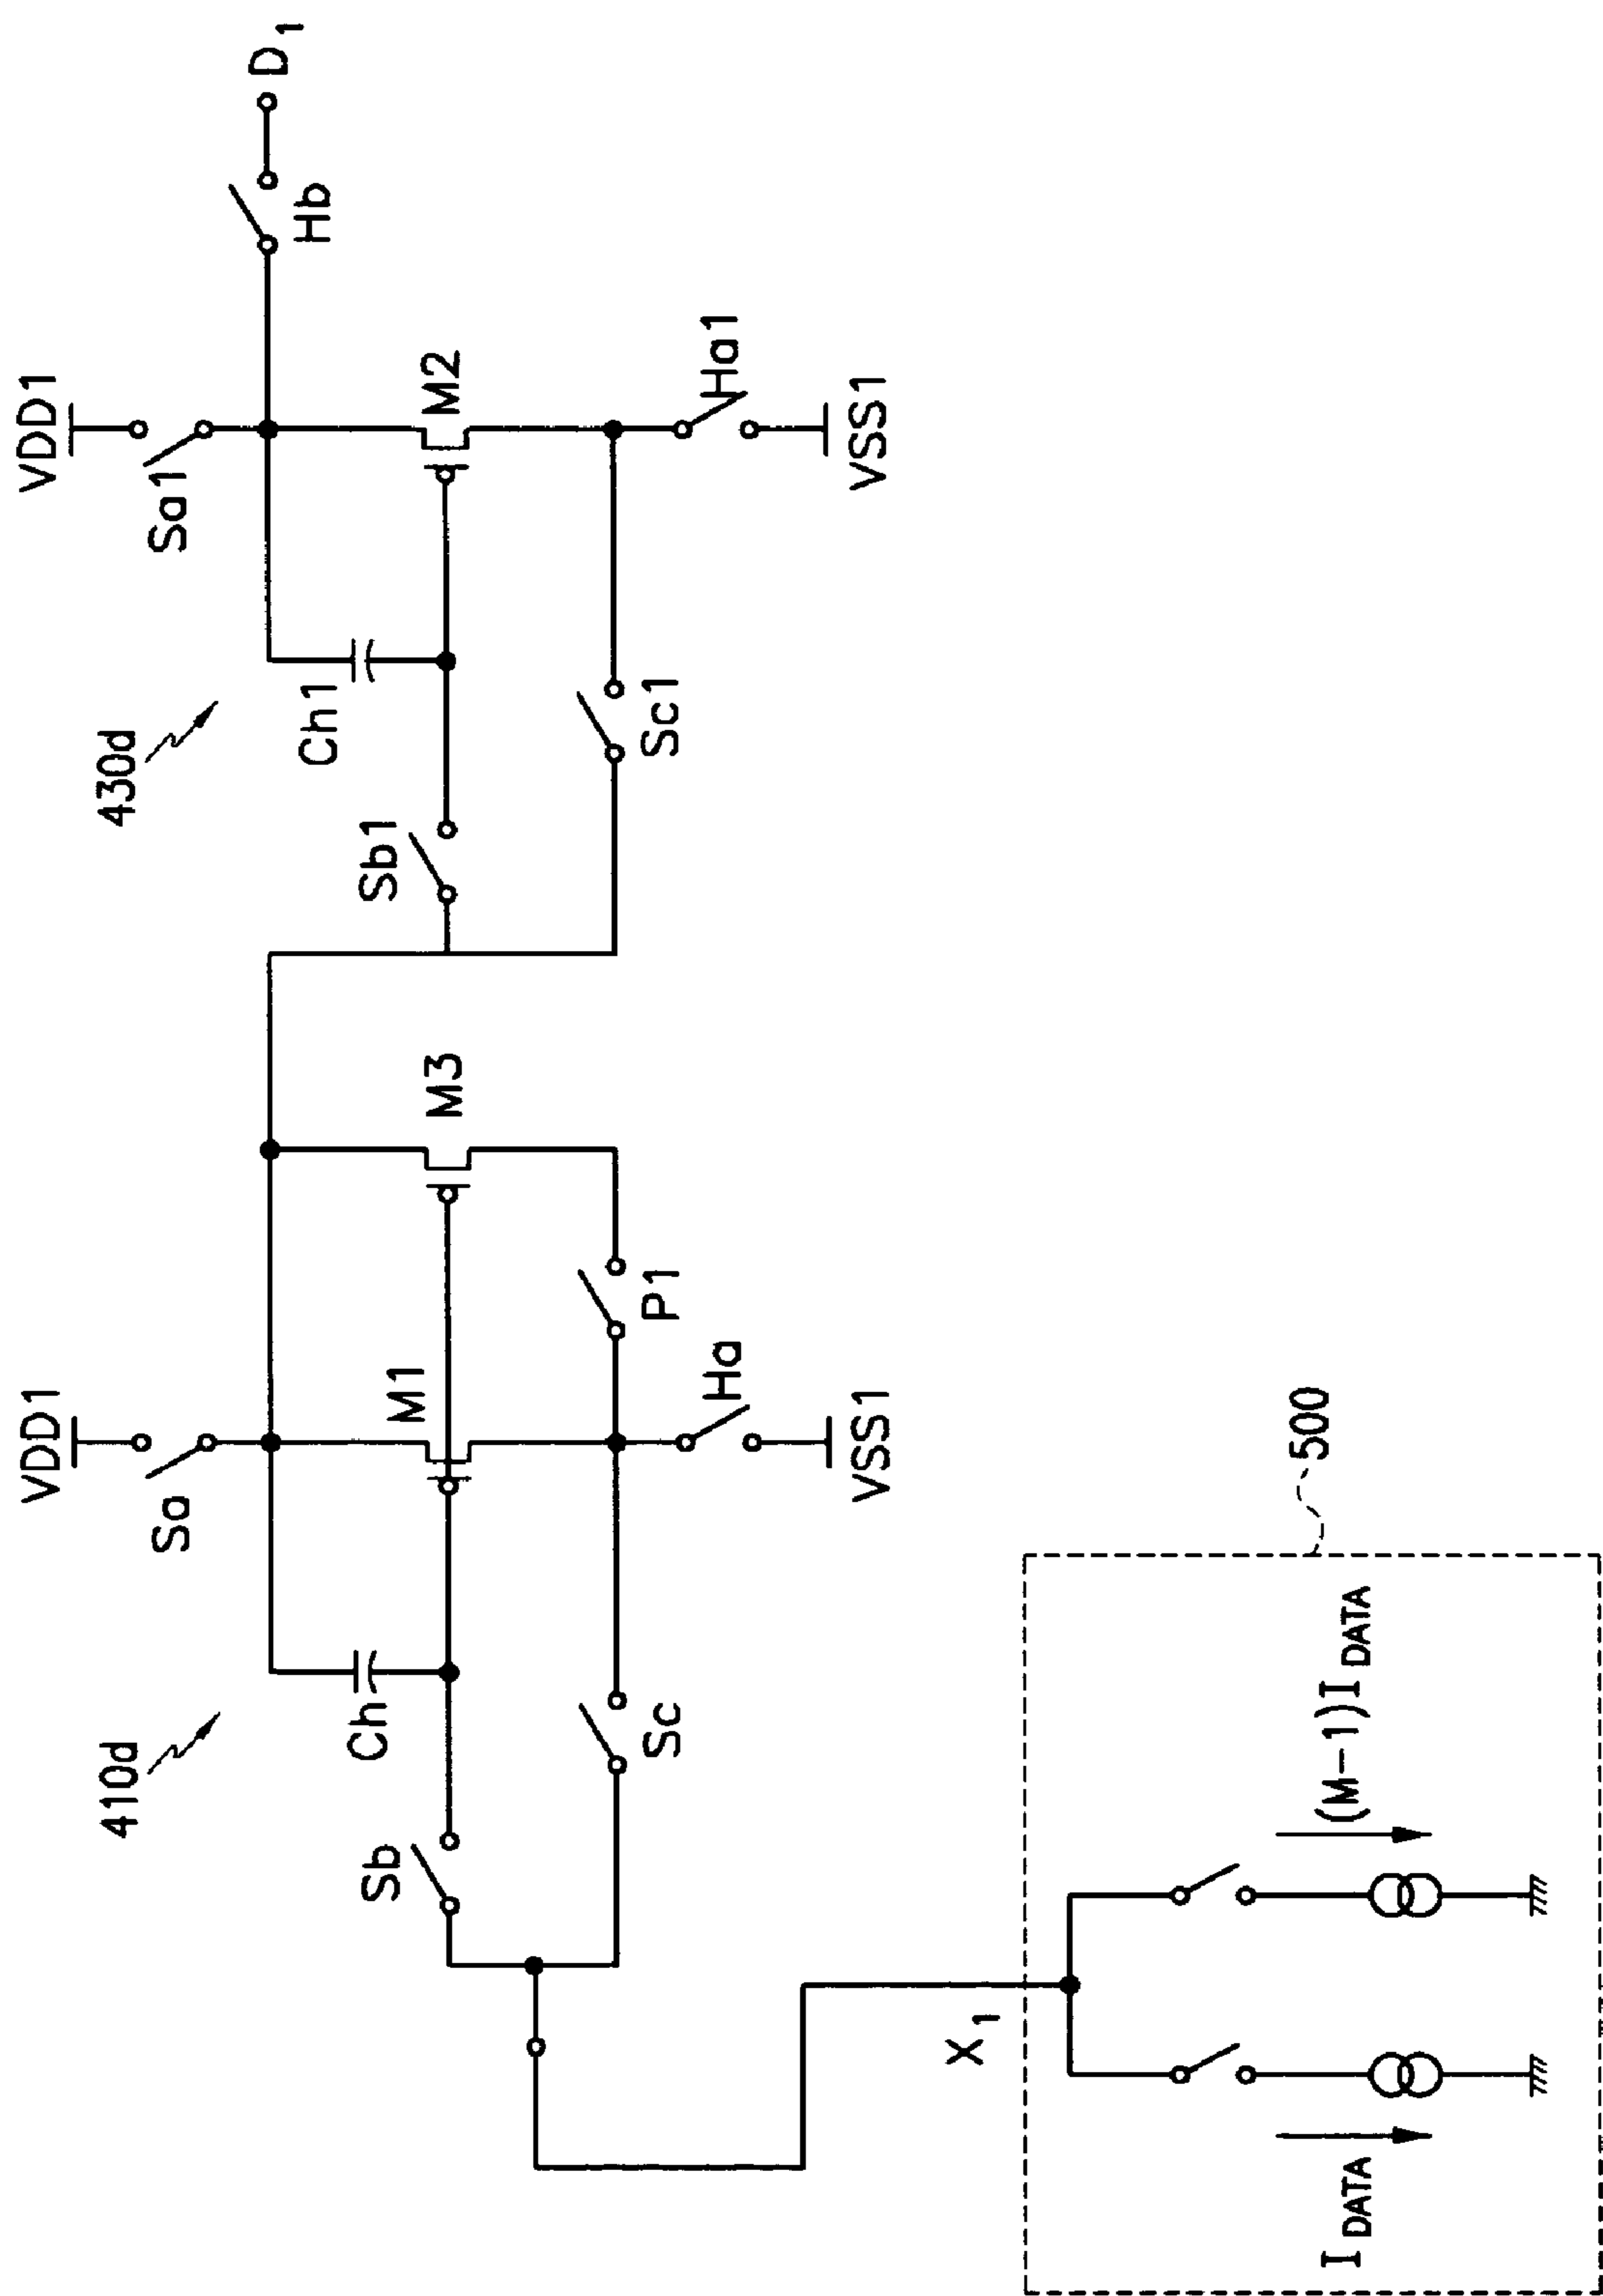 VDD1
Sa1
Hb
D1
430d
Ch1
M2
Sb1
Sc1
Ha1
VSS1
VDD1
Sa
410d
Ch
M1
M3
Sb
Sc
P1
Ha
VSS1
X1
500
IDATA
(M-1)IDATA